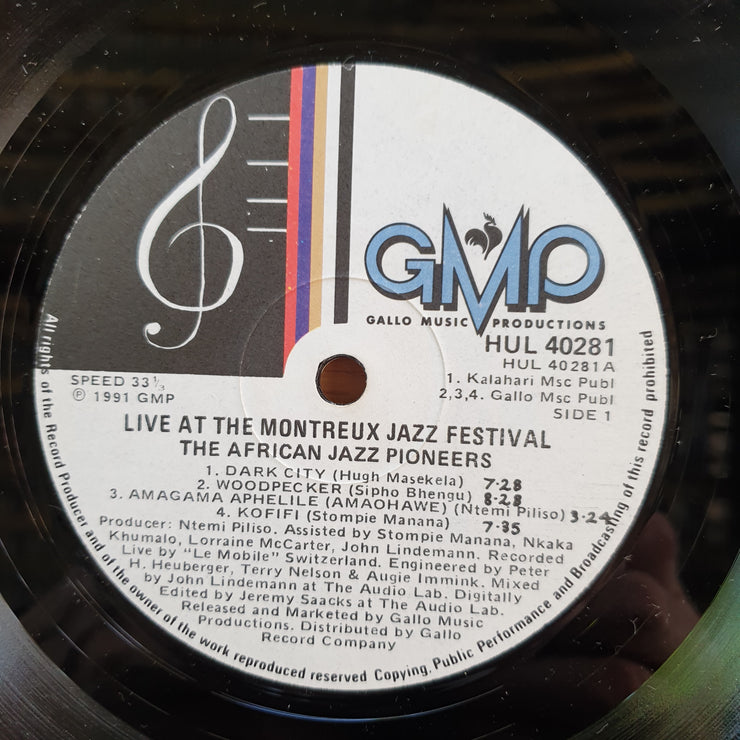 GMP
GALLO MUSIC PRODUCTIONS
HUL 40281
HUL 40281A
1. Kalahari Msc Publ
2,3,4. Gallo Msc Publ
SIDE 1
SPEED 33⅓
Ⓟ 1991 GMP
LIVE AT THE MONTREUX JAZZ FESTIVAL
THE AFRICAN JAZZ PIONEERS
1. DARK CITY (Hugh Masekela) 7-28
2. WOODPECKER (Sipho Bhengu) 8-28
3. AMAGAMA APHELILE (AMAOHAWE) (Ntemi Piliso) 3-24
4. KOFIFI (Stompie Manana) 7-35
Producer: Ntemi Piliso. Assisted by Stompie Manana, Nkaka
Khumalo, Lorraine McCarter, John Lindemann. Recorded
Live by "Le Mobile" Switzerland. Engineered by Peter
H. Heuberger, Terry Nelson & Augie Immink. Mixed
by John Lindemann at The Audio Lab. Digitally
Edited by Jeremy Saacks at The Audio Lab.
Released and Marketed by Gallo Music
Productions. Distributed by Gallo
Record Company
All rights of the Record Producer and of the owner of the work reproduced reserved Copying, Public Performance and Broadcasting of this record prohibited